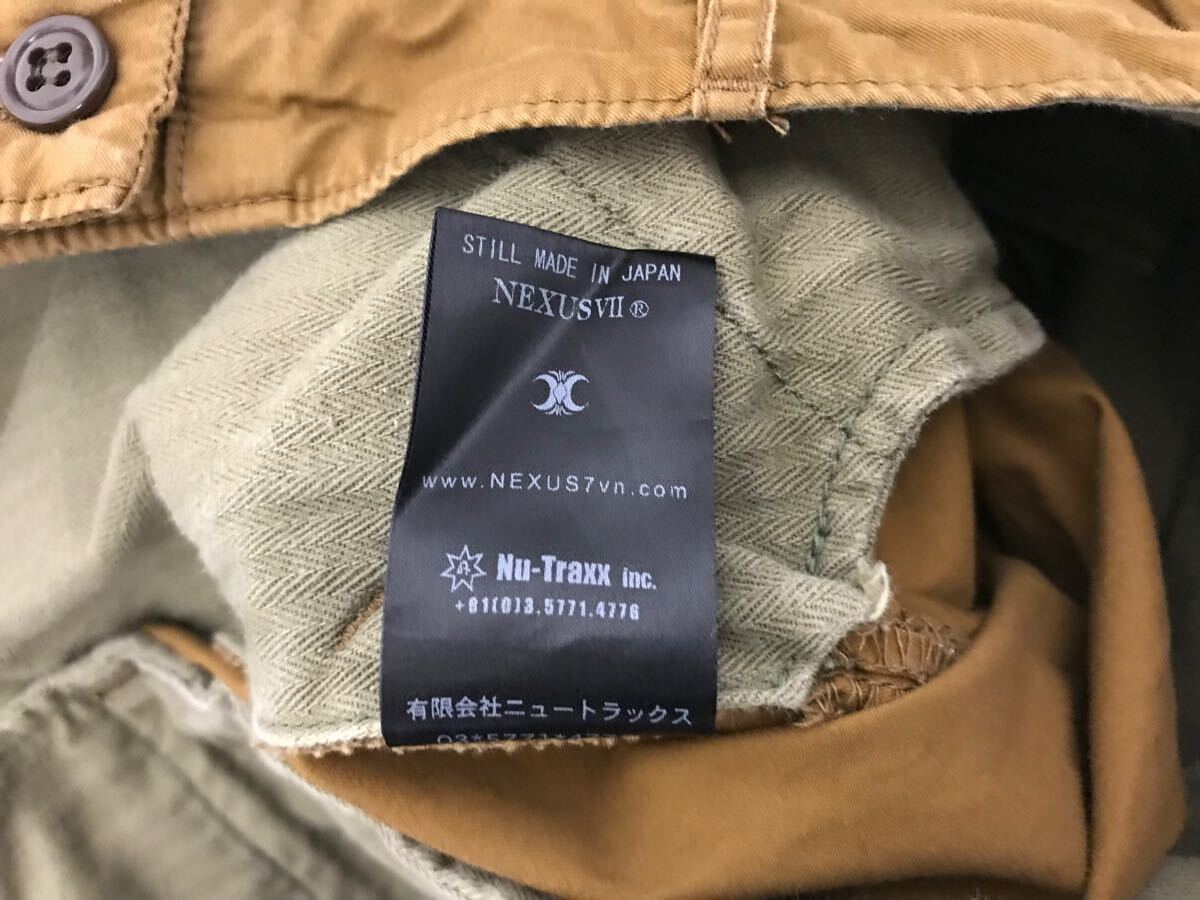 STILL MADE IN JAPAN
NEXUSVII®
www.NEXUS7vn.com
Nu-Traxx inc.
+81(0)3.5771.4776
有限会社ニュートラックス